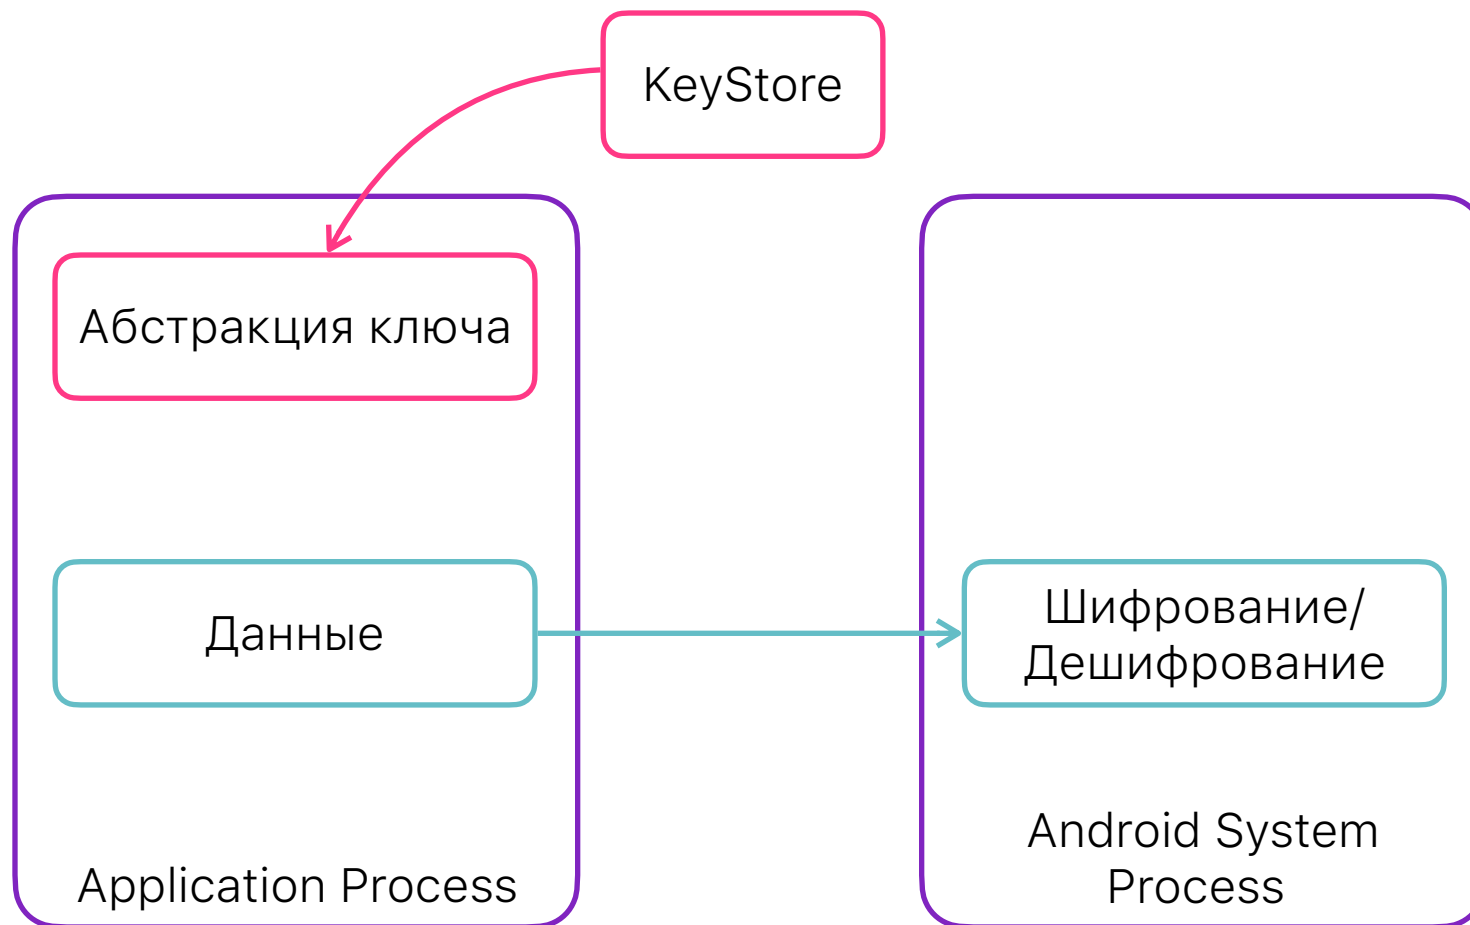 KeyStore
Абстракция ключа
Данные
Шифрование/
Дешифрование
Application Process
Android System
Process